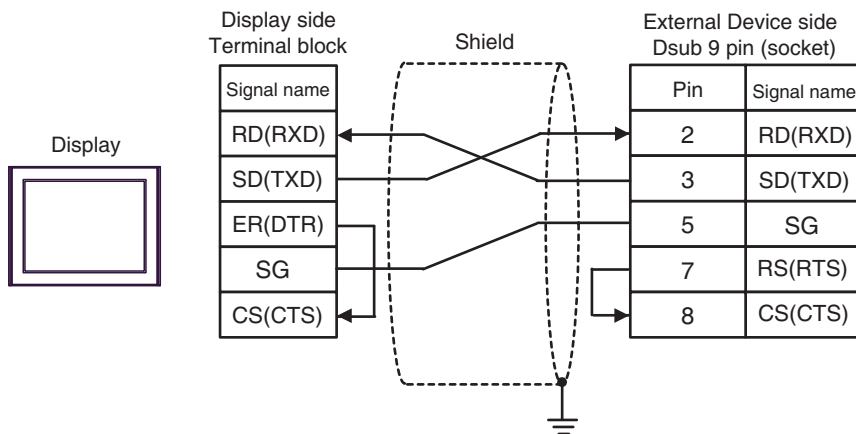 Display side
Terminal block
Shield
External Device side
Dsub 9 pin (socket)
Display
Signal name
RD(RXD)
SD(TXD)
ER(DTR)
SG
CS(CTS)
Pin Signal name
2 RD(RXD)
3 SD(TXD)
5 SG
7 RS(RTS)
8 CS(CTS)